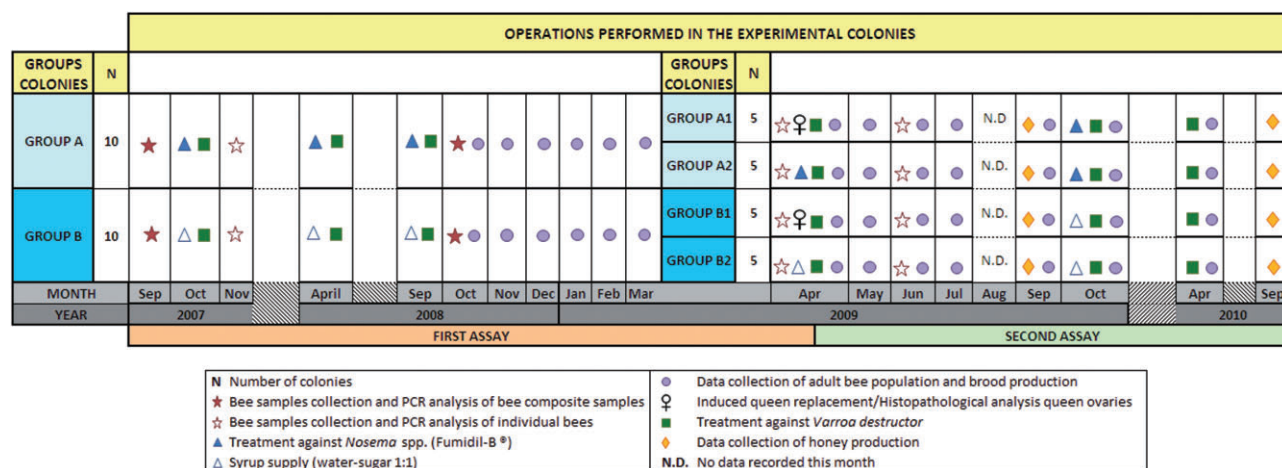 OPERATIONS PERFORMED IN THE EXPERIMENTAL COLONIES
GROUPS COLONIES N GROUPS COLONIES N
GROUP A 10
GROUP A1 5 N.D
GROUP A2 5 N.D.
GROUP B 10
GROUP B1 5 N.D.
GROUP B2 5 N.D.
MONTH Sep Oct Nov April Sep Oct Nov Dec Jan Feb Mar Apr May Jun Jul Aug Sep Oct Apr Sep
YEAR 2007 2008 2009 2010
FIRST ASSAY SECOND ASSAY
N Number of colonies
Bee samples collection and PCR analysis of bee composite samples
Bee samples collection and PCR analysis of individual bees
Treatment against Nosema spp. (Fumidil-B ®)
Syrup supply (water-sugar 1:1)
Data collection of adult bee population and brood production
Induced queen replacement/Histopathological analysis queen ovaries
Treatment against Varroa destructor
Data collection of honey production
N.D. No data recorded this month